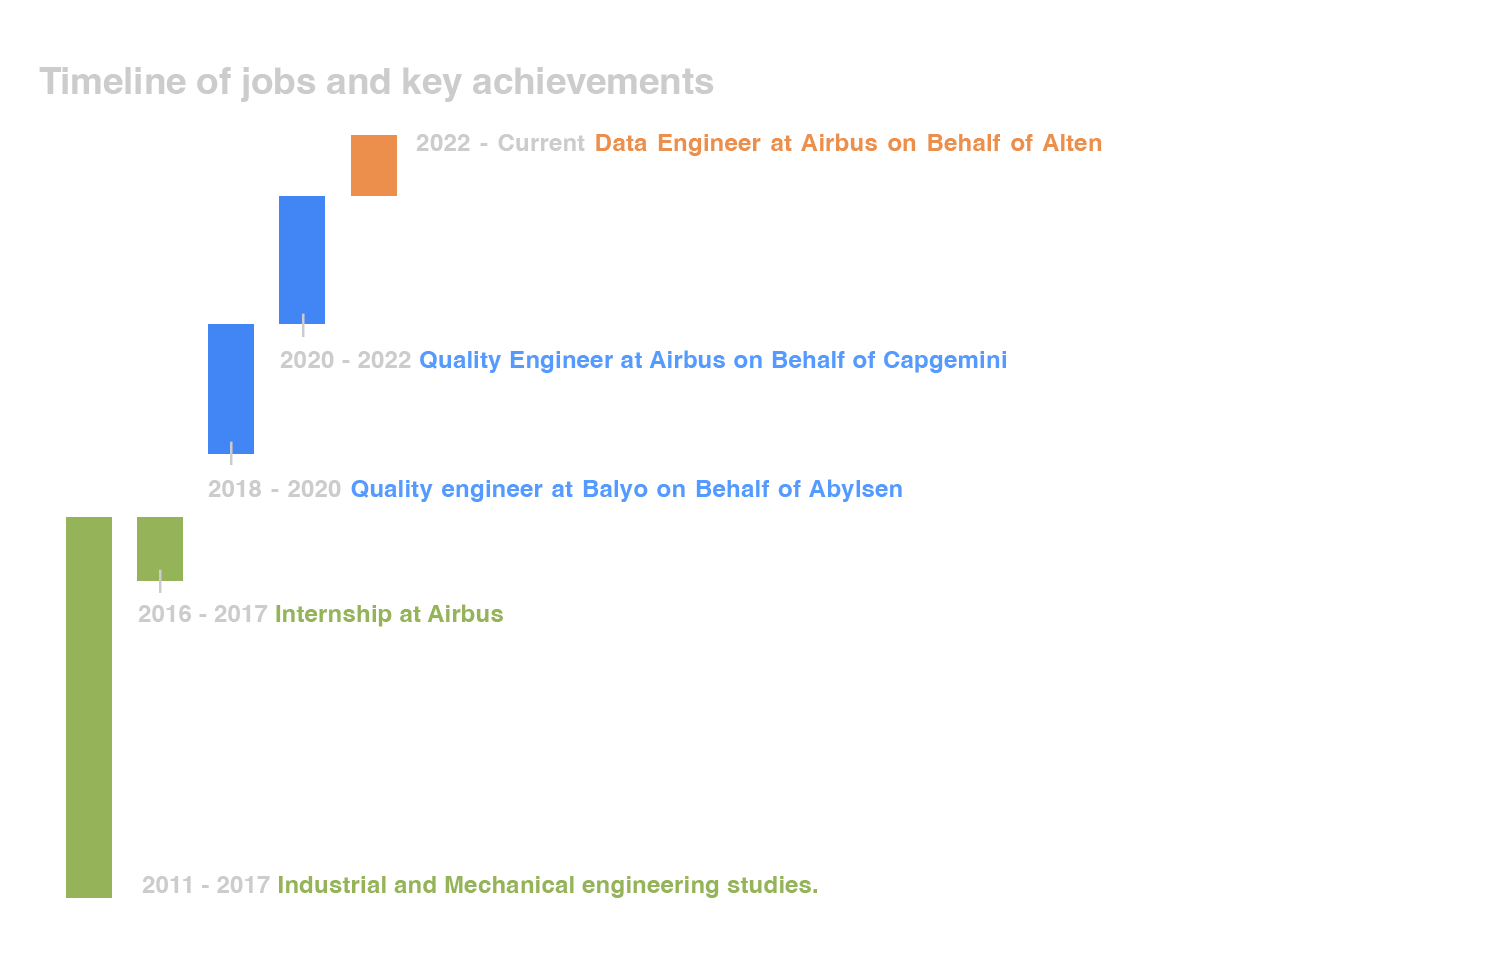 Timeline of jobs and key achievements
2022 - Current Data Engineer at Airbus on Behalf of Alten
2020 - 2022 Quality Engineer at Airbus on Behalf of Capgemini
2018 - 2020 Quality engineer at Balyo on Behalf of Abylsen
2016 - 2017 Internship at Airbus
2011 - 2017 Industrial and Mechanical engineering studies.